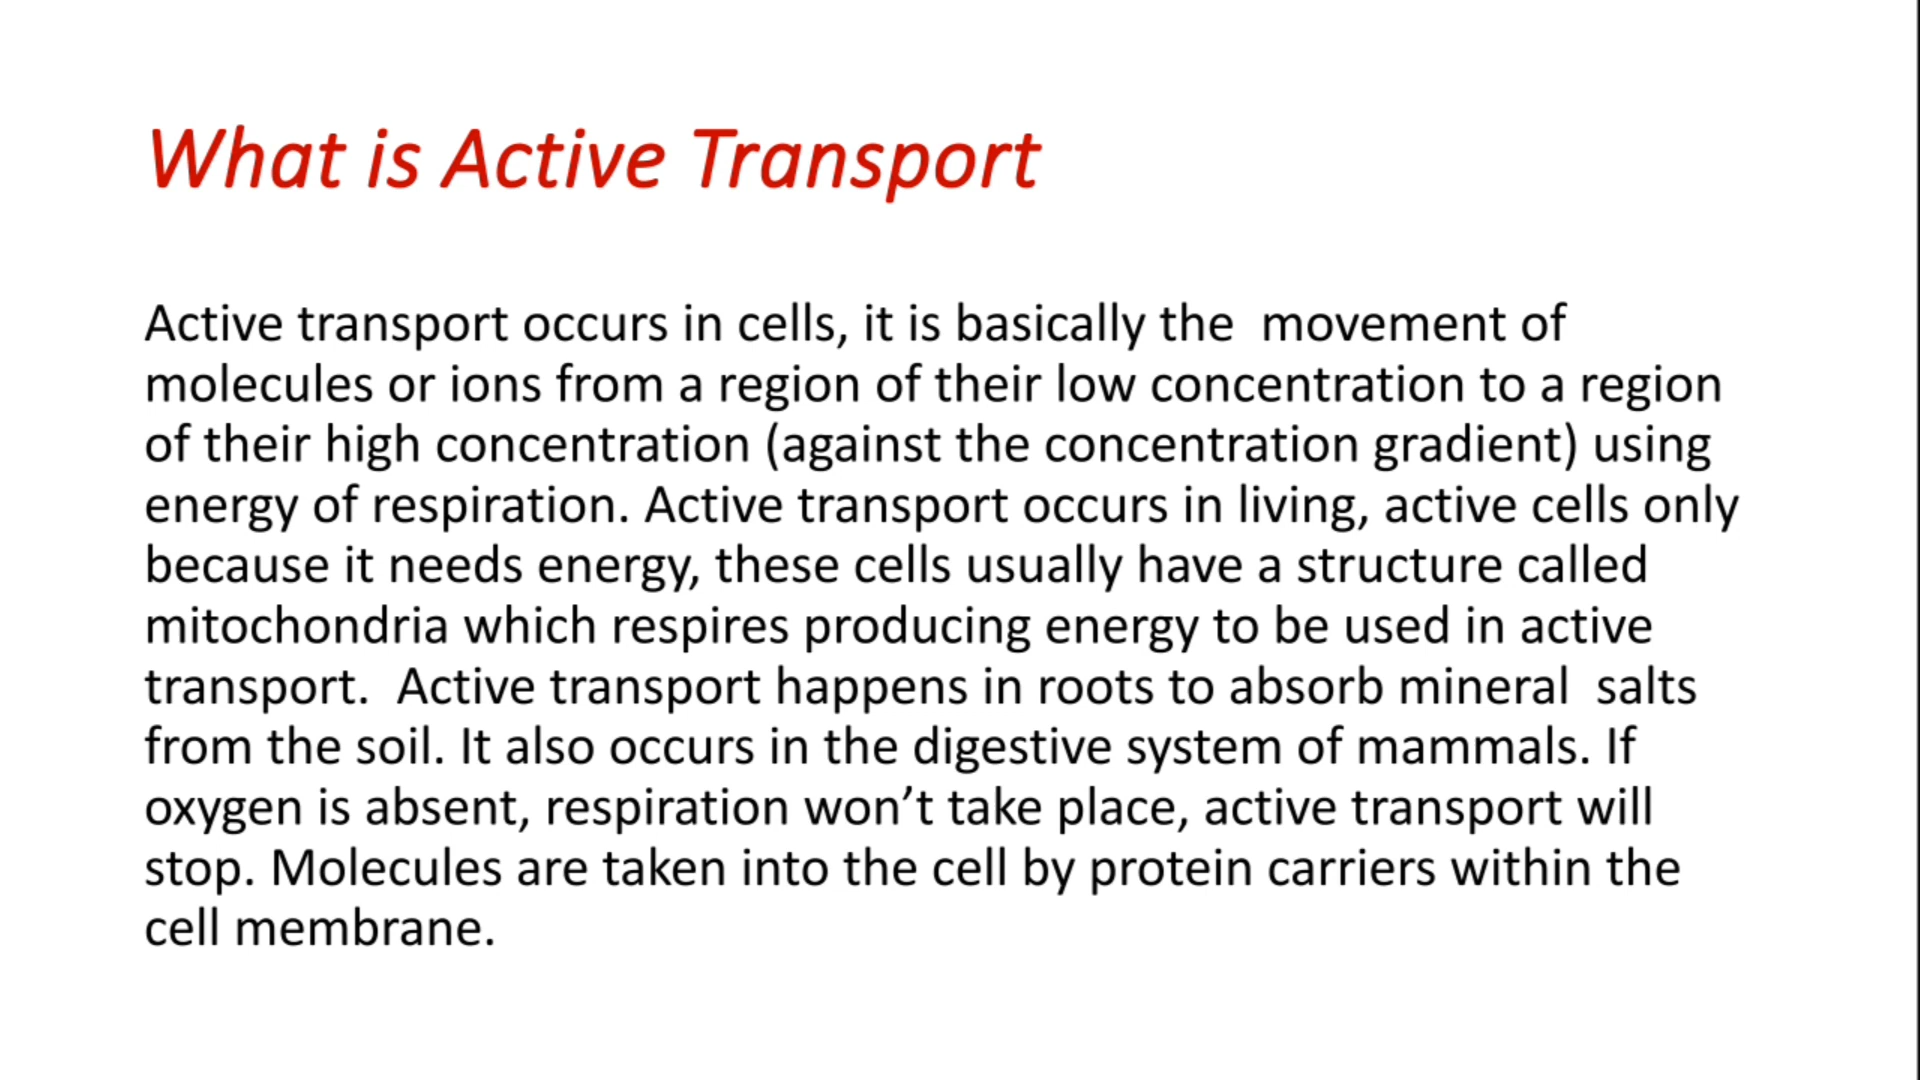 What is Active Transport
Active transport occurs in cells, it is basically the  movement of
molecules or ions from a region of their low concentration to a region
of their high concentration (against the concentration gradient) using
energy of respiration. Active transport occurs in living, active cells only
because it needs energy, these cells usually have a structure called
mitochondria which respires producing energy to be used in active
transport.  Active transport happens in roots to absorb mineral  salts
from the soil. It also occurs in the digestive system of mammals. If
oxygen is absent, respiration won’t take place, active transport will
stop. Molecules are taken into the cell by protein carriers within the
cell membrane.